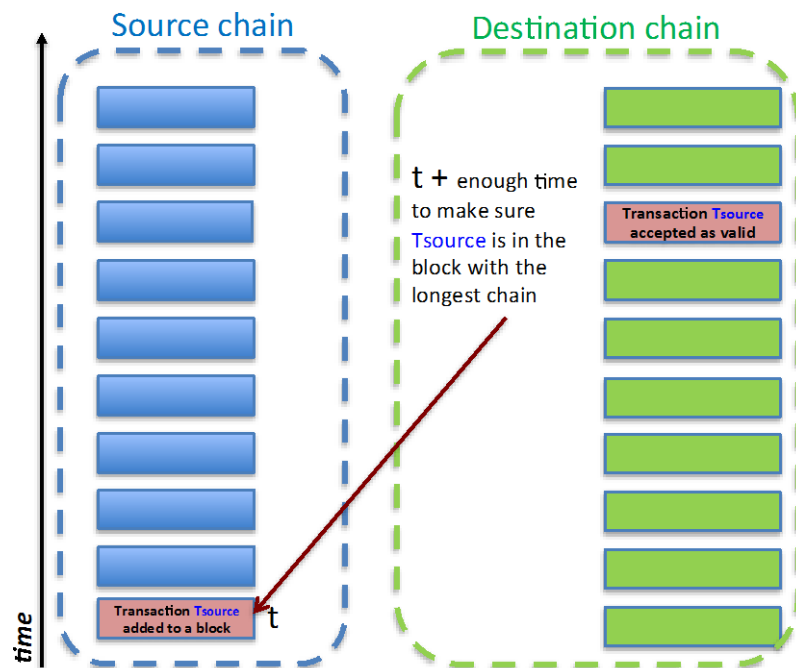 Source chain
Destination chain
t + enough time
to make sure
Tsource is in the
block with the
longest chain
Transaction Tsource
accepted as valid
Transaction Tsource
added to a block
t
time